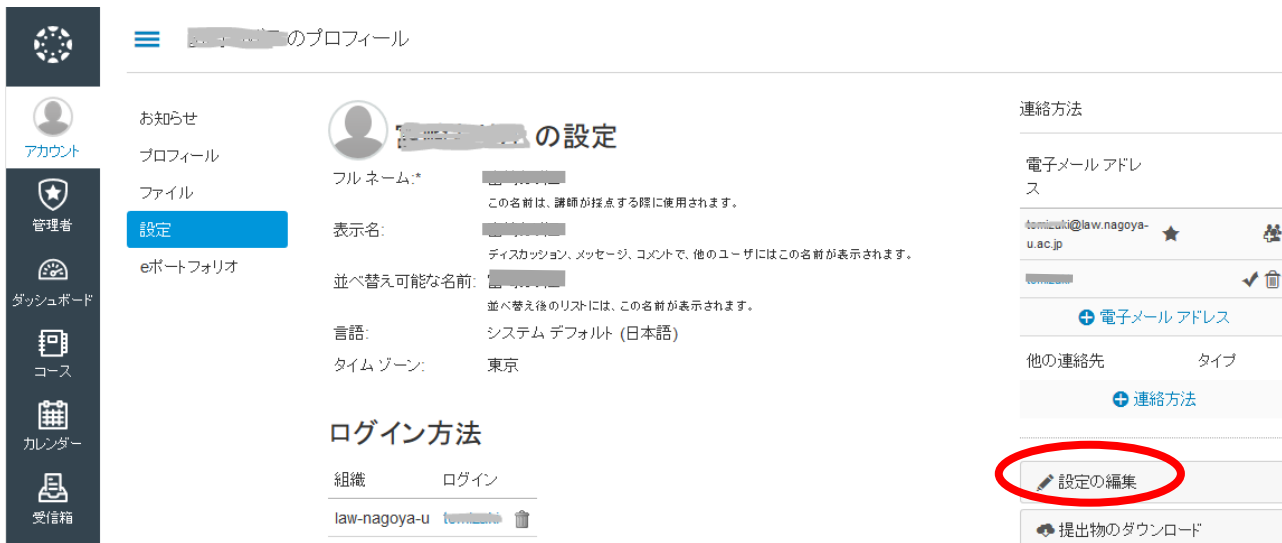 のプロフィール
アカウント
管理者
ダッシュボード
コース
カレンダー
受信箱
お知らせ
プロフィール
ファイル
設定
eポートフォリオ
の設定
フル ネーム:*
この名前は、講師が採点する際に使用されます。
表示名:
ディスカッション、メッセージ、コメントで、他のユーザにはこの名前が表示されます。
並べ替え可能な名前:
並べ替え後のリストには、この名前が表示されます。
言語: システム デフォルト (日本語)
タイム ゾーン: 東京
ログイン方法
組織 ログイン
law-nagoya-u
連絡方法
電子メール アドレ
ス
@law.nagoya-
u.ac.jp
電子メール アドレス
他の連絡先 タイプ
連絡方法
設定の編集
提出物のダウンロード